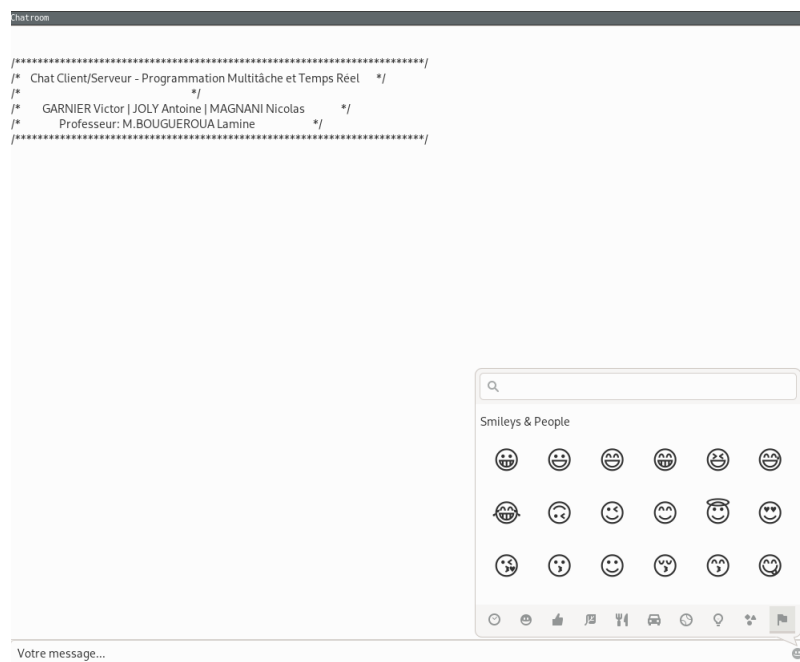 Chatroom
/*************************************************************************/
/* Chat Client/Serveur - Programmation Multitâche et Temps Réel */
/* */
/* GARNIER Victor | JOLY Antoine | MAGNANI Nicolas */
/* Professeur: M.BOUGUEROUA Lamine */
/*************************************************************************/
Smileys & People
Votre message...